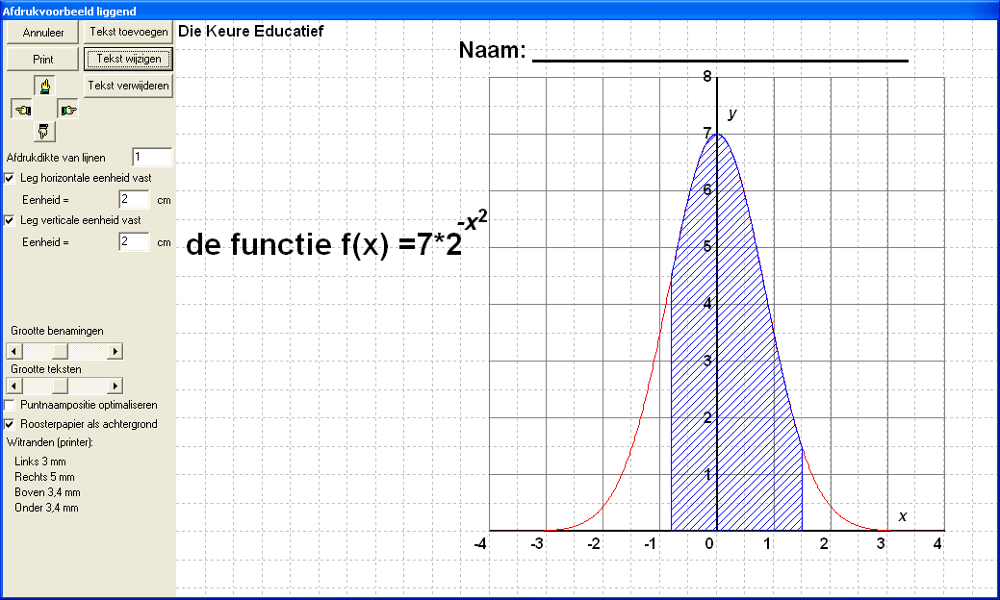 Afdrukvoorbeeld liggend
Annuleer
Tekst toevoegen
Print
Tekst wijzigen
Tekst verwijderen
Afdrukdikte van lijnen 1
Leg horizontale eenheid vast
Eenheid = 2 cm
Leg verticale eenheid vast
Eenheid = 2 cm
Grootte benamingen
Grootte teksten
Puntnaampositie optimaliseren
Roosterpapier als achtergrond
Witranden (printer):
Links 3 mm
Rechts 5 mm
Boven 3,4 mm
Onder 3,4 mm
Die Keure Educatief
Naam:
de functie f(x) =7*2^-x²
8
y
7
6
5
4
3
2
1
x
-4 -3 -2 -1 0 1 2 3 4